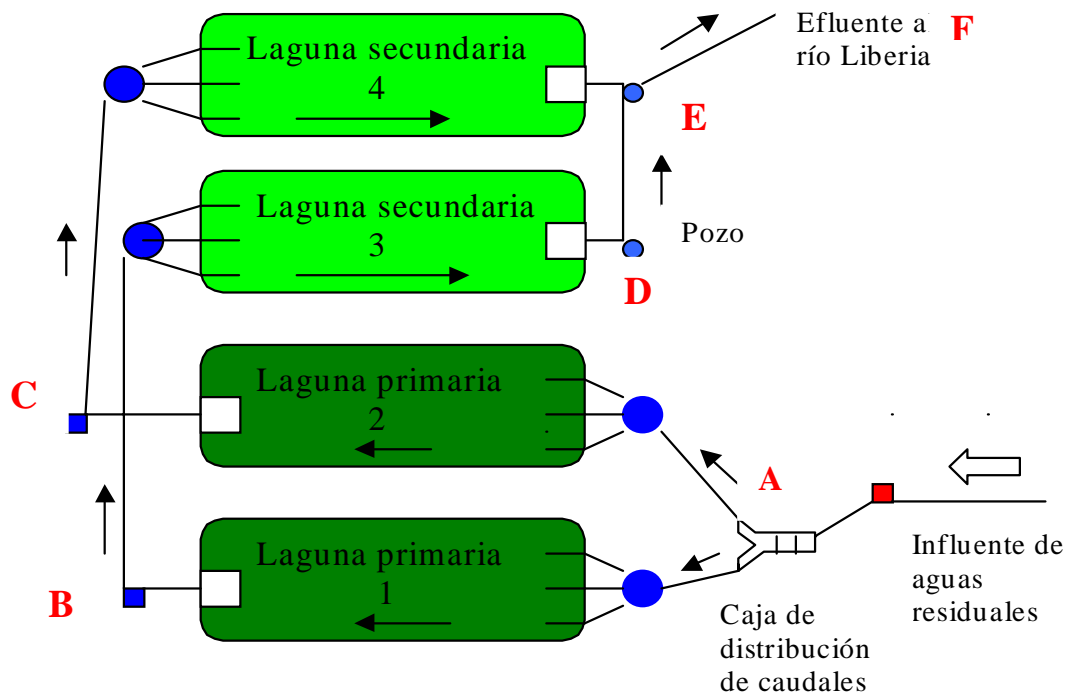 Laguna secundaria
4
Efluente a
río Liberia
F
E
Laguna secundaria
3
Pozo
D
Laguna primaria
2
C
A
Laguna primaria
1
B
Influente de
aguas
residuales
Caja de
distribución
de caudales